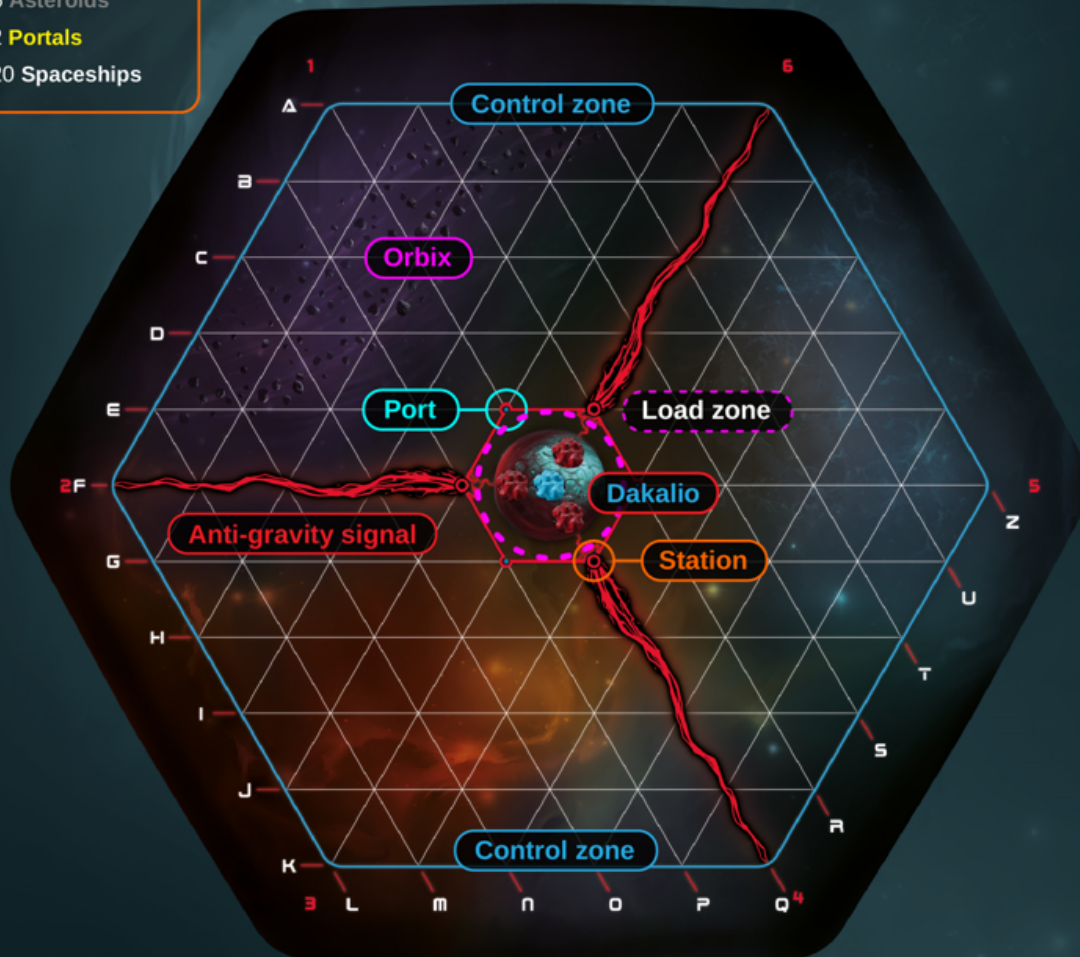 Asteroids
Portals
20 Spaceships
1
6
A
Control zone
B
C
Orbix
D
E
Port
Load zone
2F
Dakalio
5
Z
Anti-gravity signal
G
Station
U
H
T
I
S
J
R
Control zone
K
3
L
M
N
O
P
Q
4